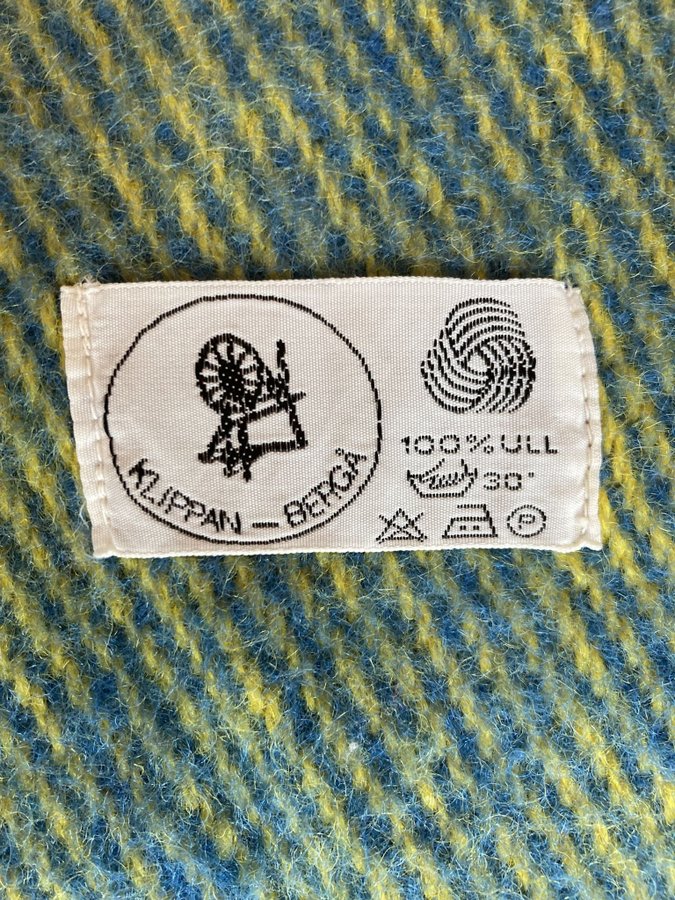 KLIPPAN — BERGÅ
100% ULL
30°
P